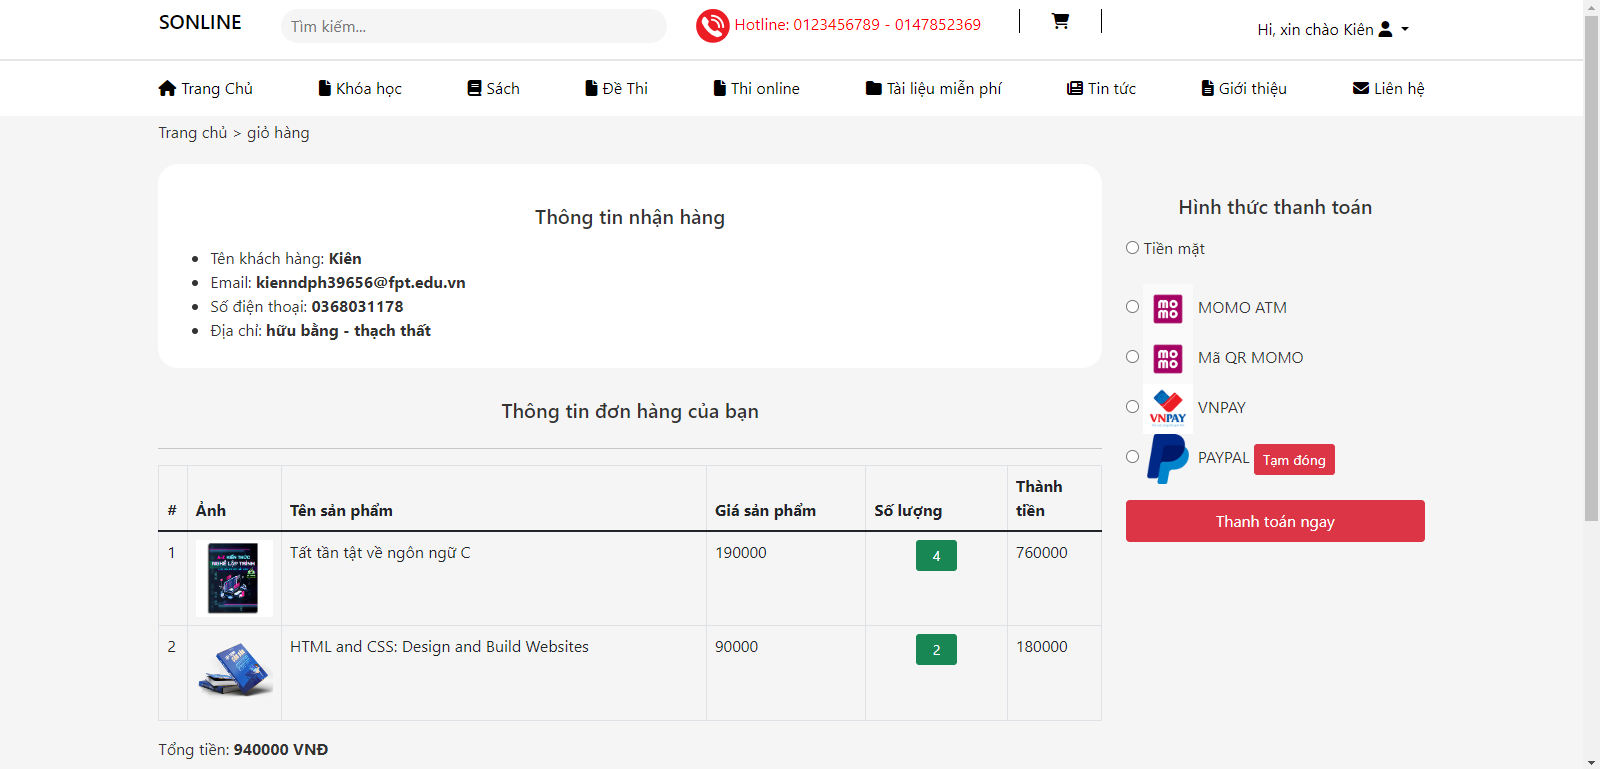 SONLINE
Tìm kiếm...
Hotline: 0123456789 - 0147852369
Hi, xin chào Kiên
Trang Chủ
Khóa học
Sách
Đề Thi
Thi online
Tài liệu miễn phí
Tin tức
Giới thiệu
Liên hệ
Trang chủ > giỏ hàng
Thông tin nhận hàng
Tên khách hàng: Kiên
Email: kienndph39656@fpt.edu.vn
Số điện thoại: 0368031178
Địa chỉ: hữu bằng - thạch thất
Thông tin đơn hàng của bạn
# Ảnh Tên sản phẩm Giá sản phẩm Số lượng Thành tiền
1 Tất tần tật về ngôn ngữ C 190000 4 760000
KIẾN THỨC
NGHỀ LẬP TRÌNH
2 HTML and CSS: Design and Build Websites 90000 2 180000
Tổng tiền: 940000 VNĐ
Hình thức thanh toán
Tiền mặt
mo mo MOMO ATM
mo mo Mã QR MOMO
VNPAY VNPAY
PAYPAL Tạm đóng
Thanh toán ngay